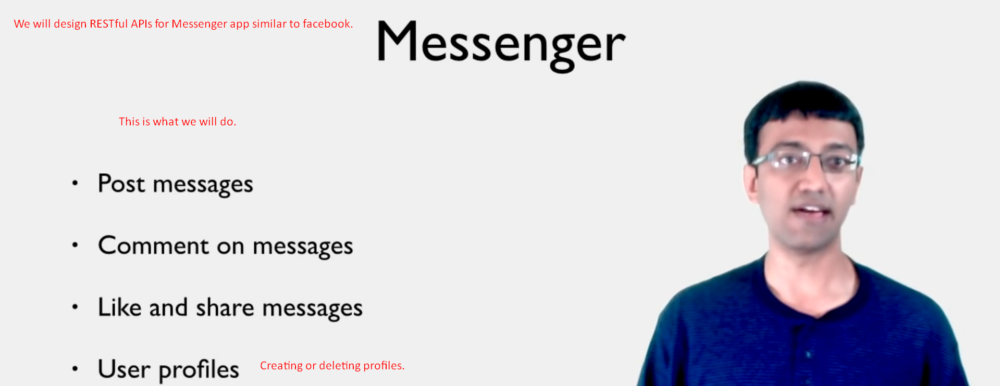 We will design RESTful APIs for Messenger app similar to facebook.
Messenger
This is what we will do.
• Post messages
• Comment on messages
• Like and share messages
• User profiles
Creating or deleting profiles.